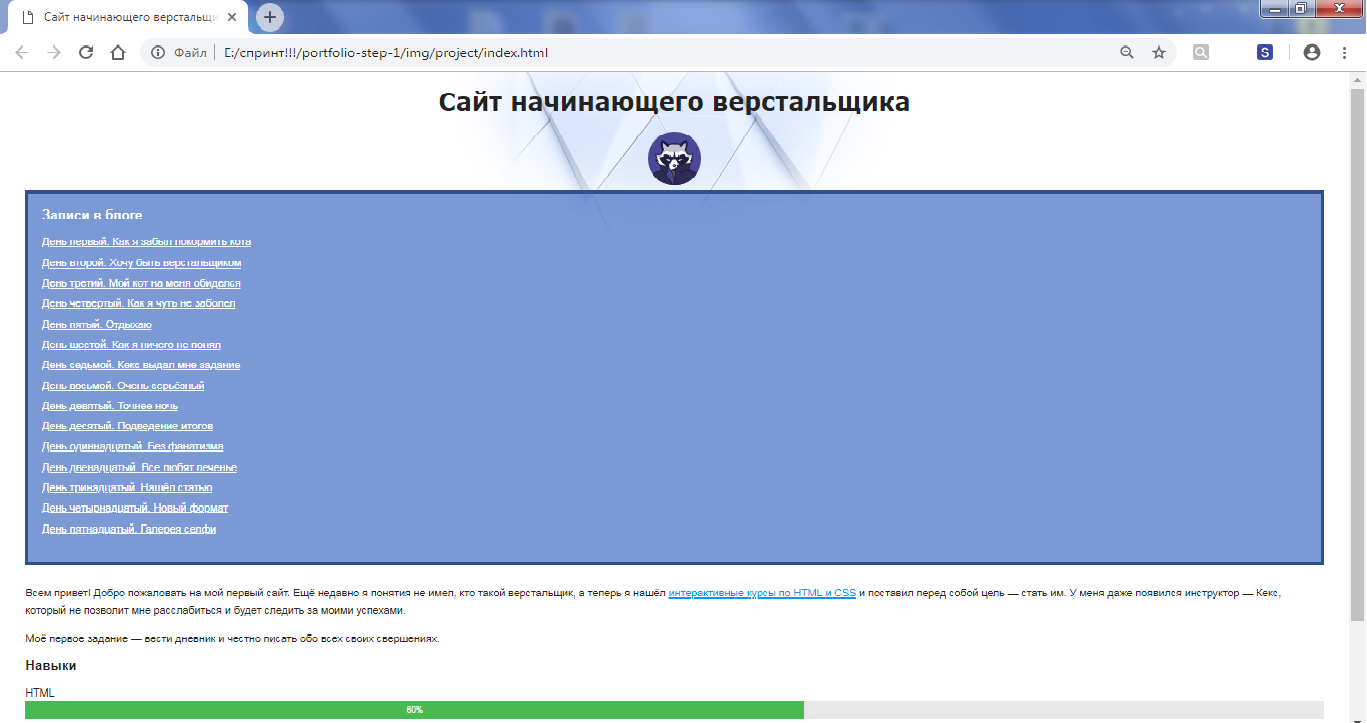 Сайт начинающего верстальщи
Файл
E:/спринт!!!/portfolio-step-1/img/project/index.html
S
Сайт начинающего верстальщика
Записи в блоге
День первый. Как я забыл покормить кота
День второй. Хочу быть верстальщиком
День третий. Мой кот на меня обиделся
День четвертый. Как я чуть не заболел
День пятый. Отдыхаю
День шестой. Как я ничего не понял
День седьмой. Кекс выдал мне задание
День восьмой. Очень серьёзный
День девятый. Точнее ночь
День десятый. Подведение итогов
День одиннадцатый. Без фанатизма
День двенадцатый. Все любят печенье
День тринадцатый. Нашёл статью
День четырнадцатый. Новый формат
День пятнадцатый. Галерея селфи
Всем привет! Добро пожаловать на мой первый сайт. Ещё недавно я понятия не имел, кто такой верстальщик, а теперь я нашёл интерактивные курсы по HTML и CSS и поставил перед собой цель — стать им. У меня даже появился инструктор — Кекс,
который не позволит мне расслабиться и будет следить за моими успехами.
Моё первое задание — вести дневник и честно писать обо всех своих свершениях.
Навыки
HTML
60%